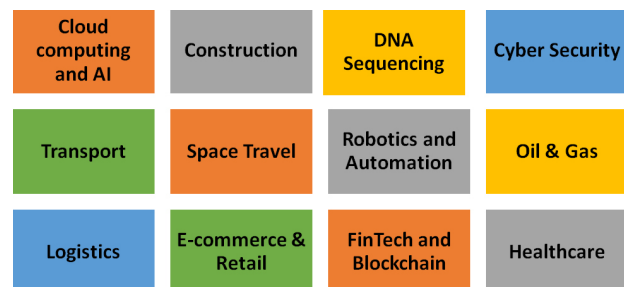 Cloud
computing
and AI
Construction
DNA
Sequencing
Cyber Security
Transport
Space Travel
Robotics and
Automation
Oil & Gas
Logistics
E-commerce &
Retail
FinTech and
Blockchain
Healthcare